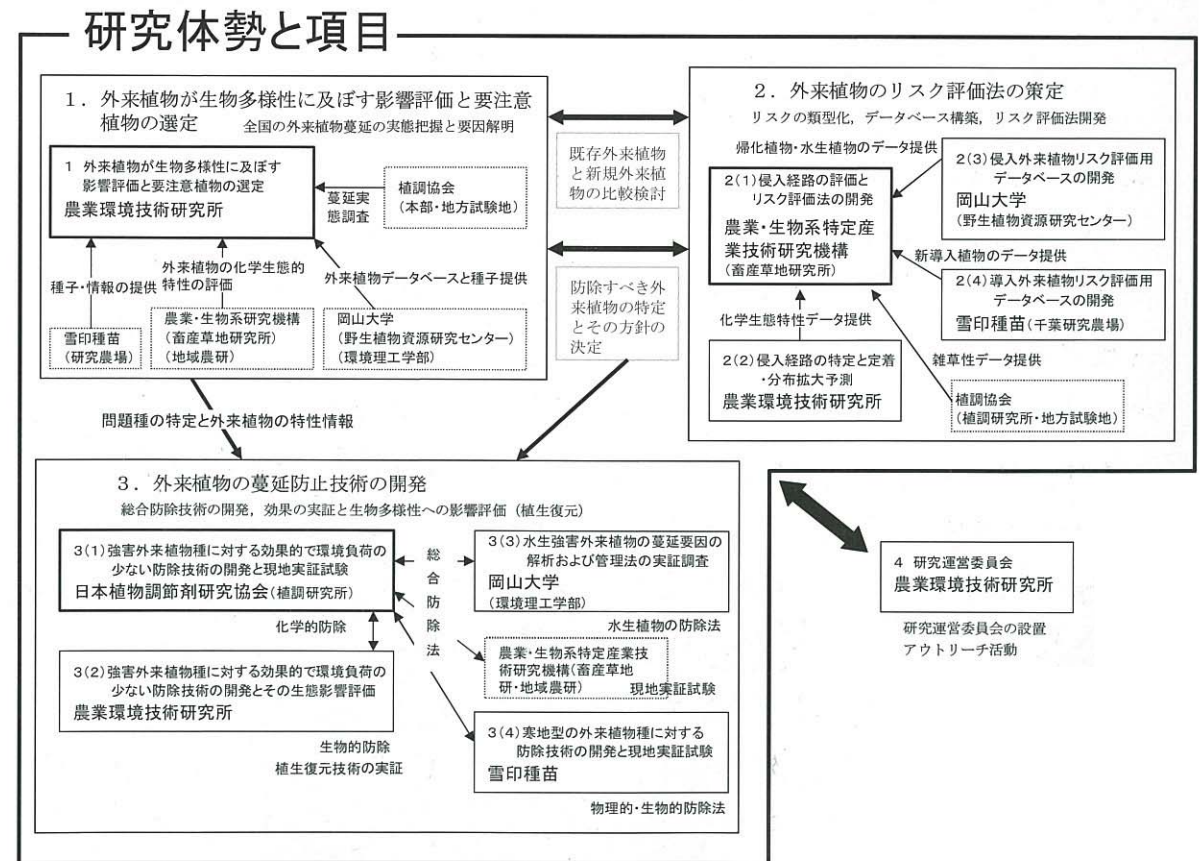 研究体勢と項目
1. 外来植物が生物多様性に及ぼす影響評価と要注意
植物の選定 全国の外来植物蔓延の実態把握と要因解明
1 外来植物が生物多様性に及ぼす
影響評価と要注意植物の選定
農業環境技術研究所
蔓延実
態調査
植調協会
(本部・地方試験地)
種子・情報の提供
外来植物の化学生態的
特性の評価
外来植物データベースと種子提供
雪印種苗
(研究農場)
農業・生物系研究機構
(畜産草地研究所)
(地域農研)
岡山大学
(野生植物資源研究センター)
(環境理工学部)
既存外来植物
と新規外来植
物の比較検討
防除すべき外
来植物の特定
とその方針の
決定
2. 外来植物のリスク評価法の策定
リスクの類型化, データベース構築, リスク評価法開発
帰化植物・水生植物のデータ提供
2(1)侵入経路の評価と
リスク評価法の開発
農業・生物系特定産
業技術研究機構
(畜産草地研究所)
2(3)侵入外来植物リスク評価用
データベースの開発
岡山大学
(野生植物資源研究センター)
新導入植物のデータ提供
2(4)導入外来植物リスク評価用
データベースの開発
雪印種苗(千葉研究農場)
化学生態特性データ提供
2(2)侵入経路の特定と定着
・分布拡大予測
農業環境技術研究所
雑草性データ提供
植調協会
(植調研究所・地方試験地)
問題種の特定と外来植物の特性情報
3. 外来植物の蔓延防止技術の開発
総合防除技術の開発, 効果の実証と生物多様性への影響評価(植生復元)
3(1)強害外来植物種に対する効果的で環境負荷の
少ない防除技術の開発と現地実証試験
日本植物調節剤研究協会(植調研究所)
化学的防除
総
合
防
除
法
3(3)水生強害外来植物の蔓延要因の
解析および管理法の実証調査
岡山大学
(環境理工学部)
水生植物の防除法
3(2)強害外来植物種に対する効果的で環境負荷の
少ない防除技術の開発とその生態影響評価
農業環境技術研究所
生物的防除
植生復元技術の実証
農業・生物系特定産業技
術研究機構(畜産草地
研・地域農研)
現地実証試験
3(4)寒地型の外来植物種に対する
防除技術の開発と現地実証試験
雪印種苗
物理的・生物的防除法
4 研究運営委員会
農業環境技術研究所
研究運営委員会の設置
アウトリーチ活動